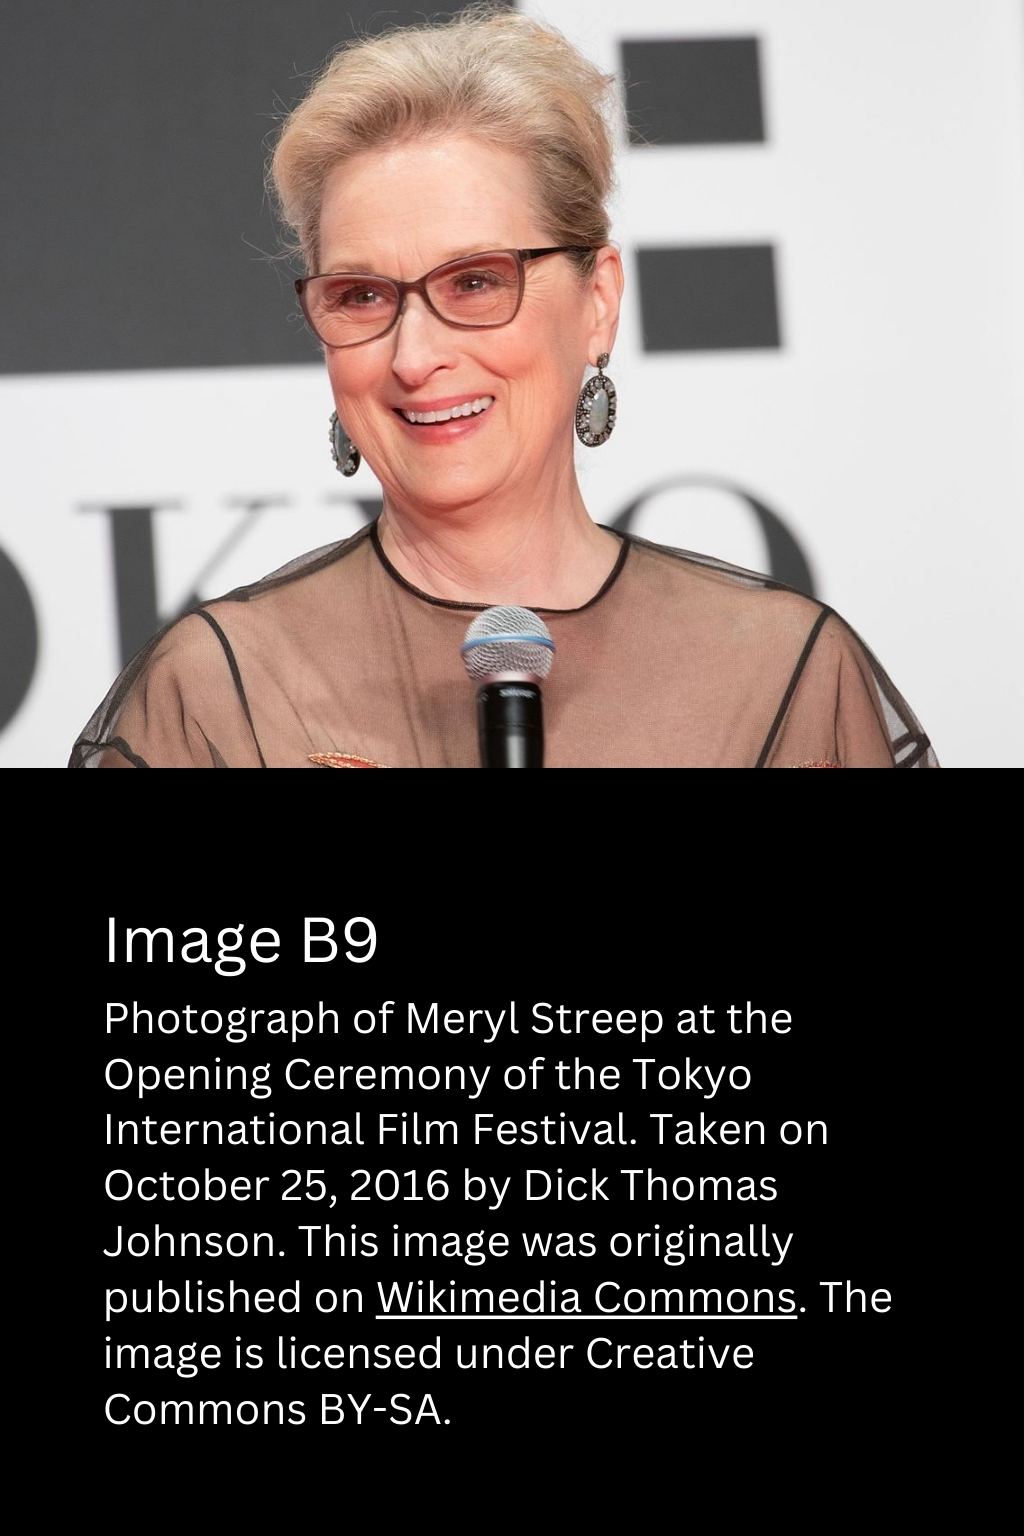 TOKYO
SHURE
Image B9
Photograph of Meryl Streep at the
Opening Ceremony of the Tokyo
International Film Festival. Taken on
October 25, 2016 by Dick Thomas
Johnson. This image was originally
published on Wikimedia Commons. The
image is licensed under Creative
Commons BY-SA.